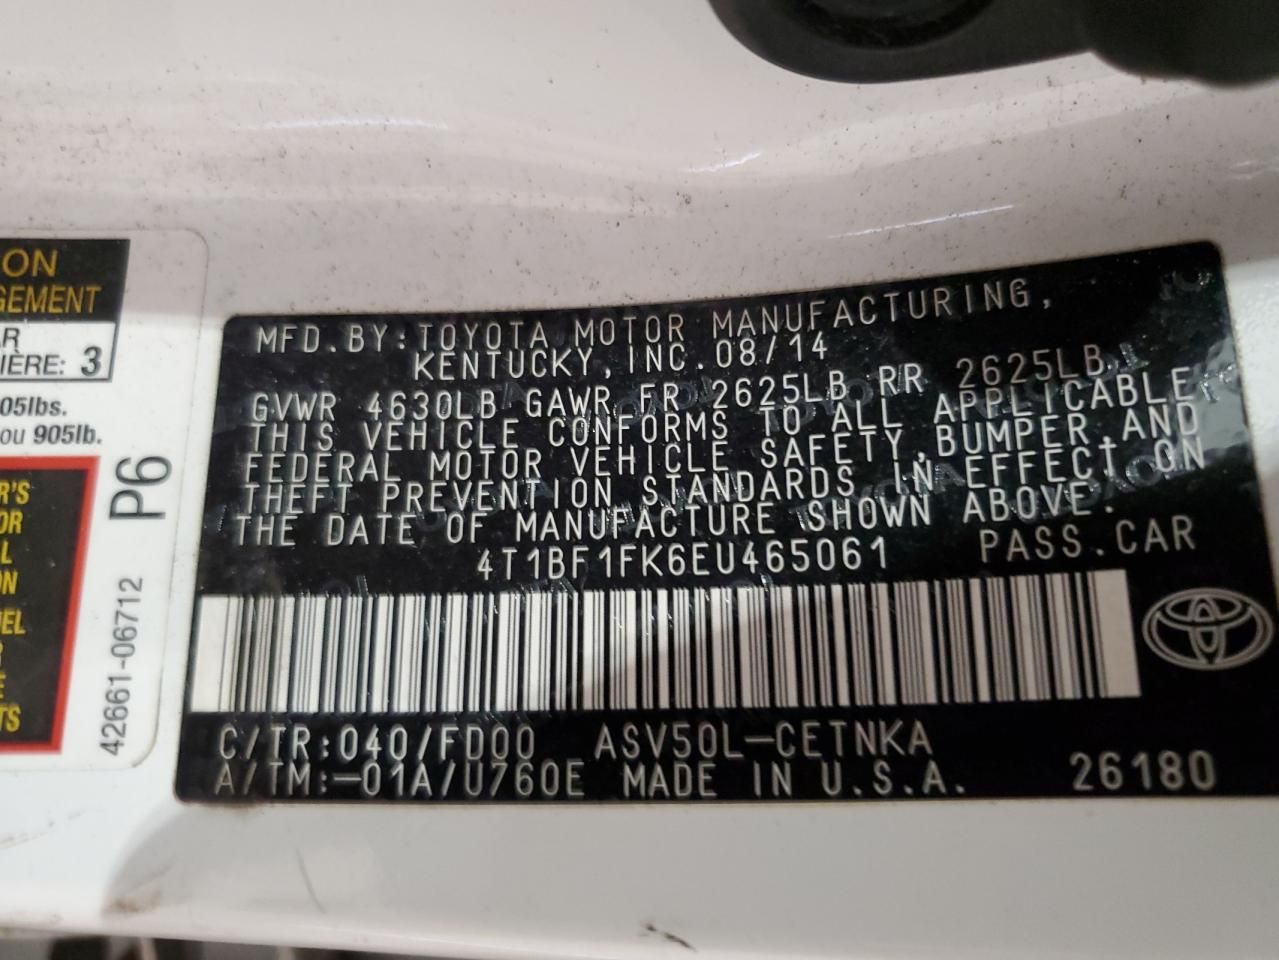 ON
GEMENT
AR
IÈRE: 3
05lbs.
ou 905lb.
R'S
OR
L
ON
DEL
R
E
TS
P6
42661-06712
MFD.BY:TOYOTA MOTOR MANUFACTURING,
KENTUCKY, INC.08/14
GVWR 4630LB GAWR FR 2625LB RR 2625LB
THIS VEHICLE CONFORMS TO ALL APPLICABLE
FEDERAL MOTOR VEHICLE SAFETY,BUMPER,AND
THEFT PREVENTION STANDARDS IN EFFECT ON
THE DATE OF MANUFACTURE SHOWN ABOVE.
4T1BF1FK6EU465061 PASS.CAR
C/TR:040/FD00 ASV50L-CETNKA
A/TM:-01A/U760E MADE IN U.S.A. 26180